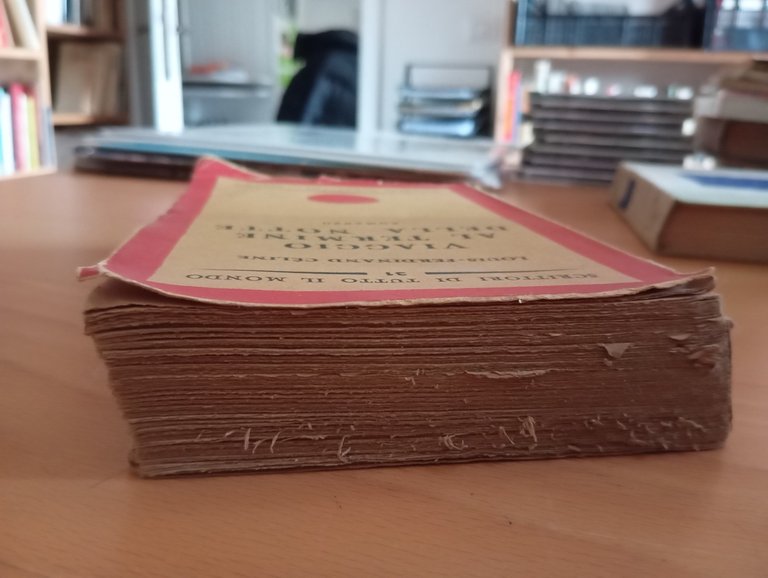 SCRITTORI DI TUTTO IL MONDO
31
LOUIS-FERDINAND CÉLINE
VIAGGIO
AL TERMINE
DELLA NOTTE
ROMANZO